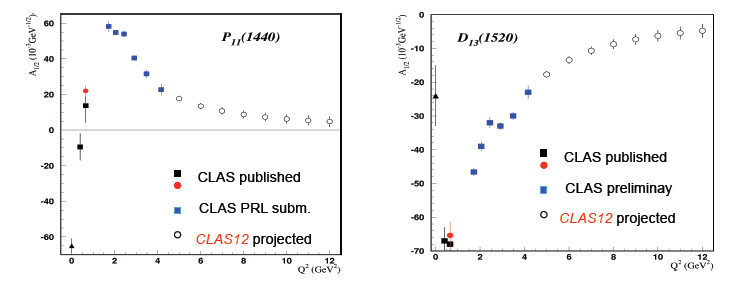 P11(1440)
A1/2 (10-3GeV-1/2)
60
40
20
0
-20
-40
-60
CLAS published
CLAS PRL subm.
CLAS12 projected
0 2 4 6 8 10 12
Q2 (GeV2)
D13(1520)
A1/2 (10-3GeV-1/2)
0
-10
-20
-30
-40
-50
-60
-70
CLAS published
CLAS preliminay
CLAS12 projected
0 2 4 6 8 10 12
Q2 (GeV2)